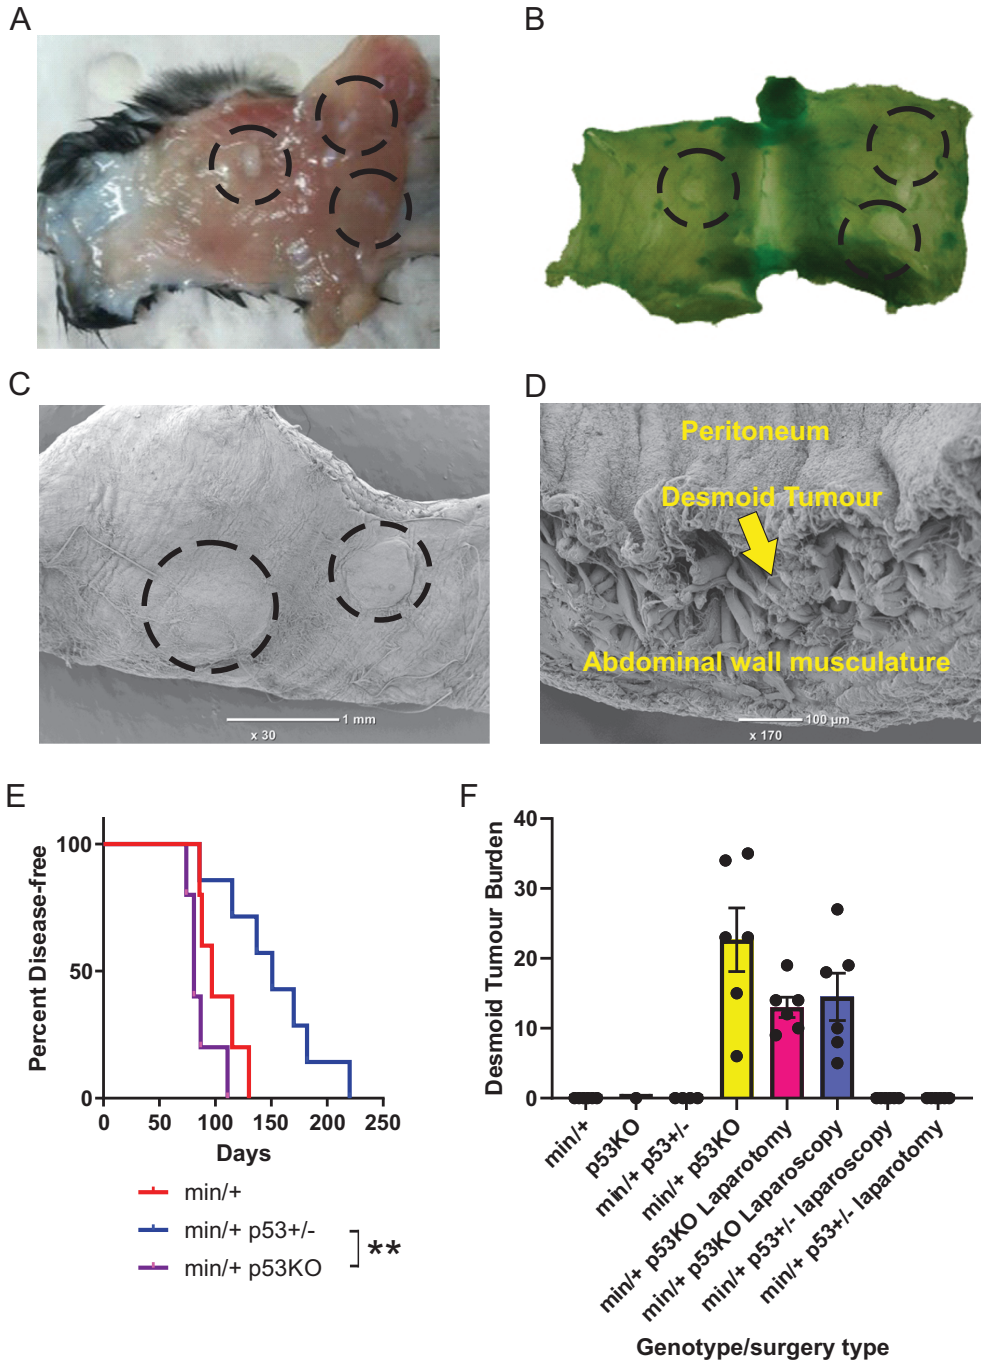 A
B
C
D
1 mm
x 30
Peritoneum
Desmoid Tumour
Abdominal wall musculature
100 µm
x 170
E
Percent Disease-free
100
50
0
0
50
100
150
200
250
Days
min/+
min/+ p53+/-
min/+ p53KO
**
F
Desmoid Tumour Burden
40
30
20
10
0
min/+
p53KO
min/+ p53+/-
min/+ p53KO
min/+ p53KO Laparotomy
min/+ p53KO Laparoscopy
min/+ p53+/- laparoscopy
min/+ p53+/- laparotomy
Genotype/surgery type